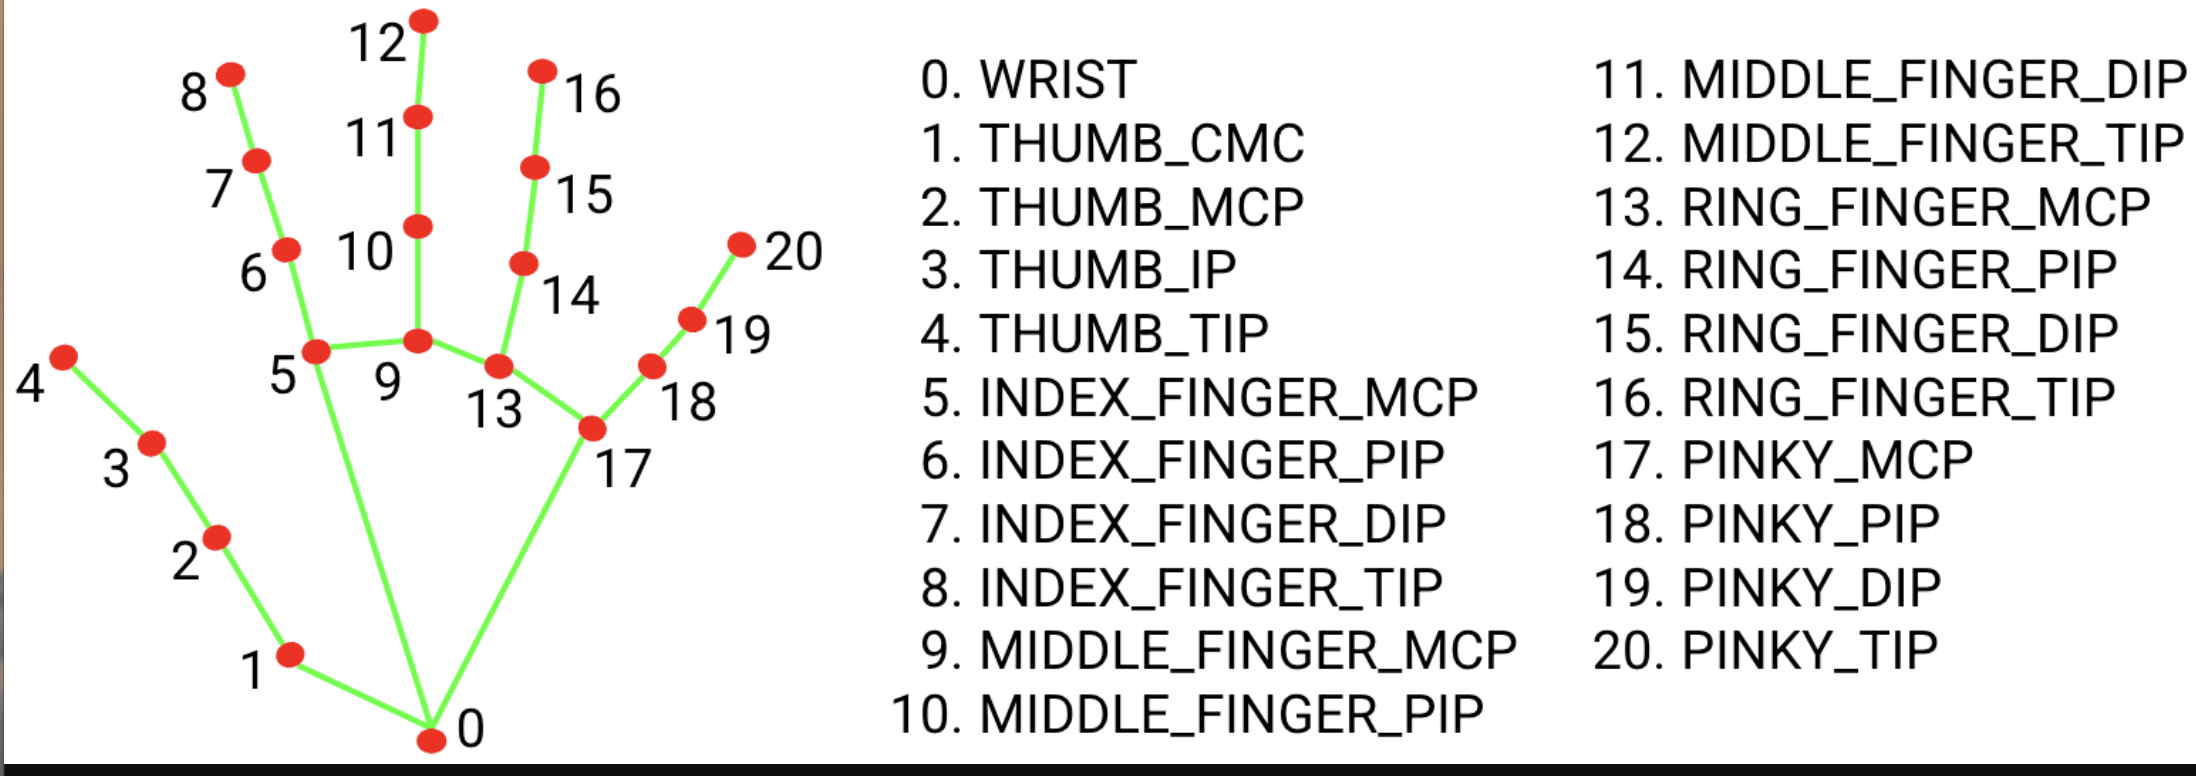 12
8
16
11
7
15
10
6
20
14
19
5
9
4
13
18
3
17
2
1
0
0. WRIST
1. THUMB_CMC
2. THUMB_MCP
3. THUMB_IP
4. THUMB_TIP
5. INDEX_FINGER_MCP
6. INDEX_FINGER_PIP
7. INDEX_FINGER_DIP
8. INDEX_FINGER_TIP
9. MIDDLE_FINGER_MCP
10. MIDDLE_FINGER_PIP
11. MIDDLE_FINGER_DIP
12. MIDDLE_FINGER_TIP
13. RING_FINGER_MCP
14. RING_FINGER_PIP
15. RING_FINGER_DIP
16. RING_FINGER_TIP
17. PINKY_MCP
18. PINKY_PIP
19. PINKY_DIP
20. PINKY_TIP